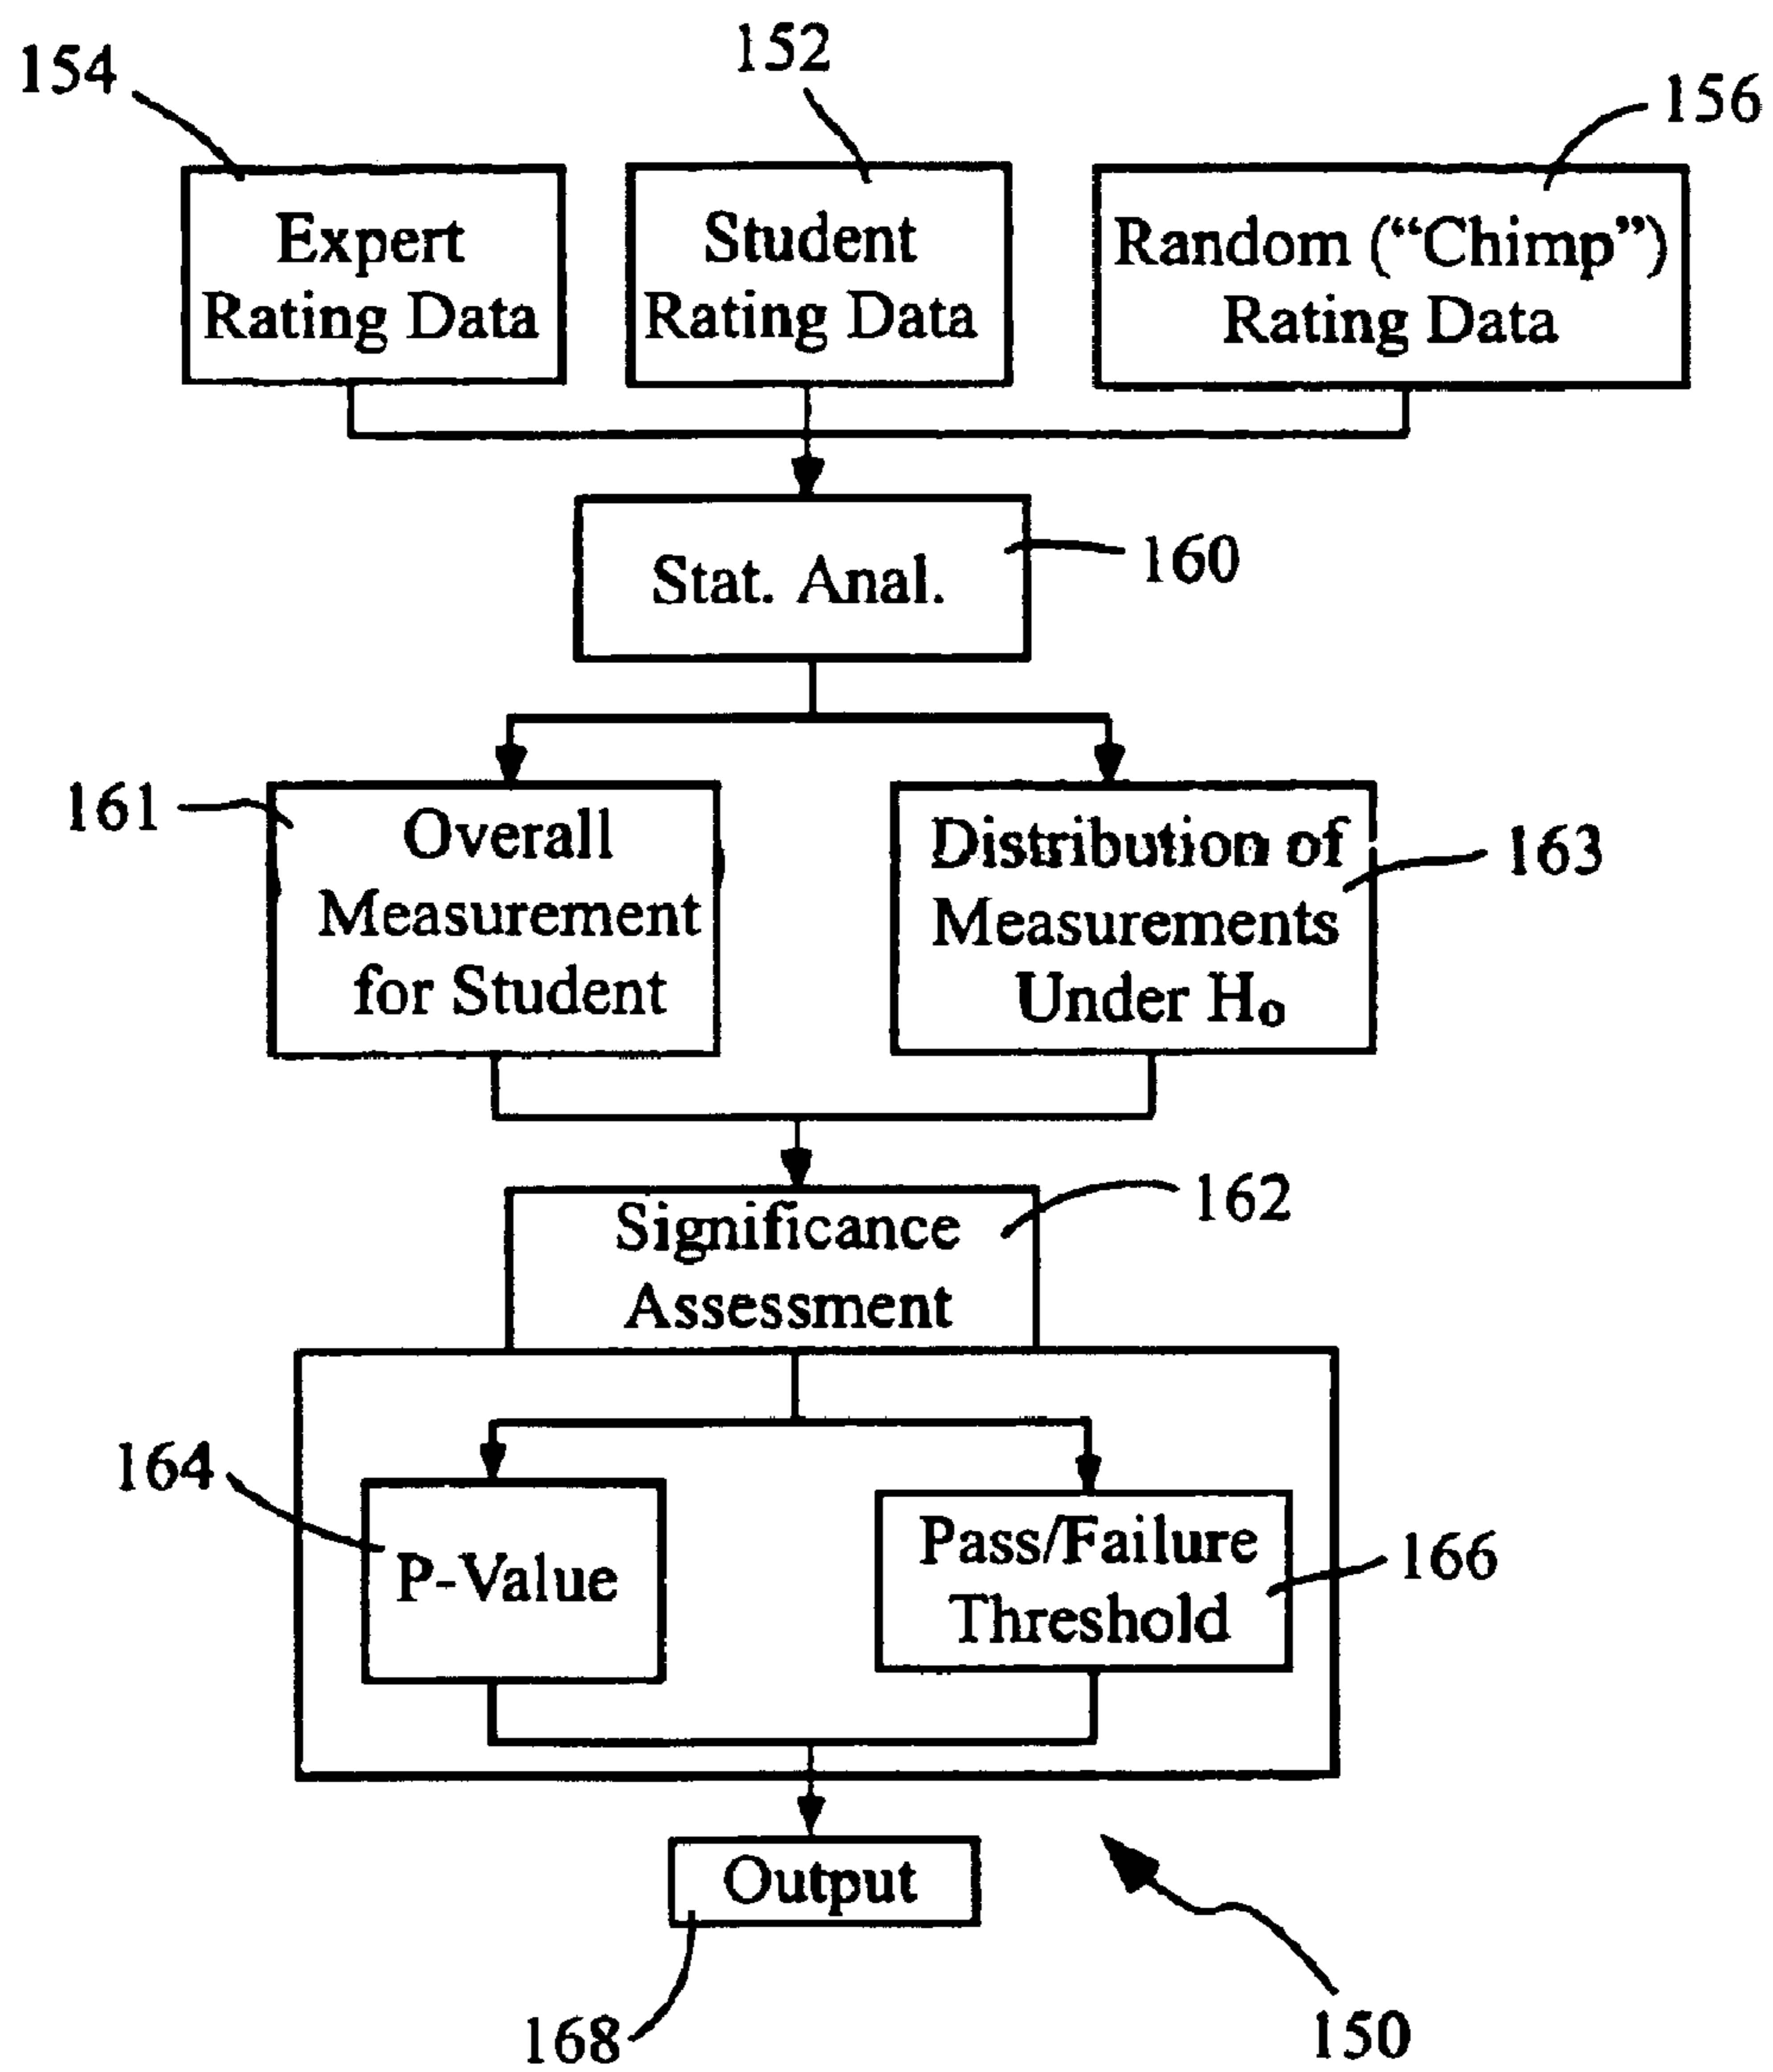 154
152
156
Expert
Rating Data
Student
Rating Data
Random (“Chimp”)
Rating Data
Stat. Anal.
160
161
Overall
Measurement
for Student
Distribution of
Measurements
Under Ho
163
Significance
Assessment
162
164
P-Value
Pass/Failure
Threshold
166
Output
168
150